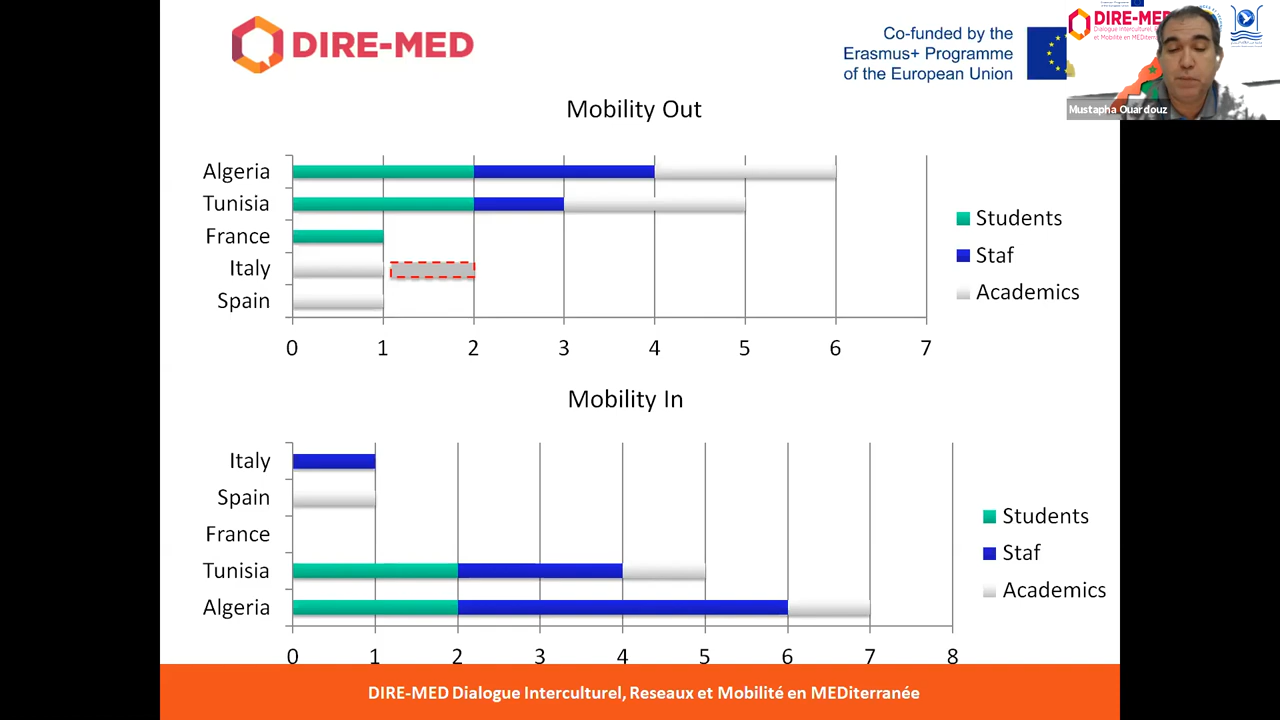 DIRE-MED
Co-funded by the
Erasmus+ Programme
of the European Union
DIRE-MED
Dialogue Interculturel,
et Mobilité en MEDiterranée
Mustapha Ouardouz
Mobility Out
Algeria
Tunisia
France
Italy
Spain
0 1 2 3 4 5 6 7
Students
Staf
Academics
Mobility In
Italy
Spain
France
Tunisia
Algeria
0 1 2 3 4 5 6 7 8
Students
Staf
Academics
DIRE-MED Dialogue Interculturel, Reseaux et Mobilité en MEDiterranée